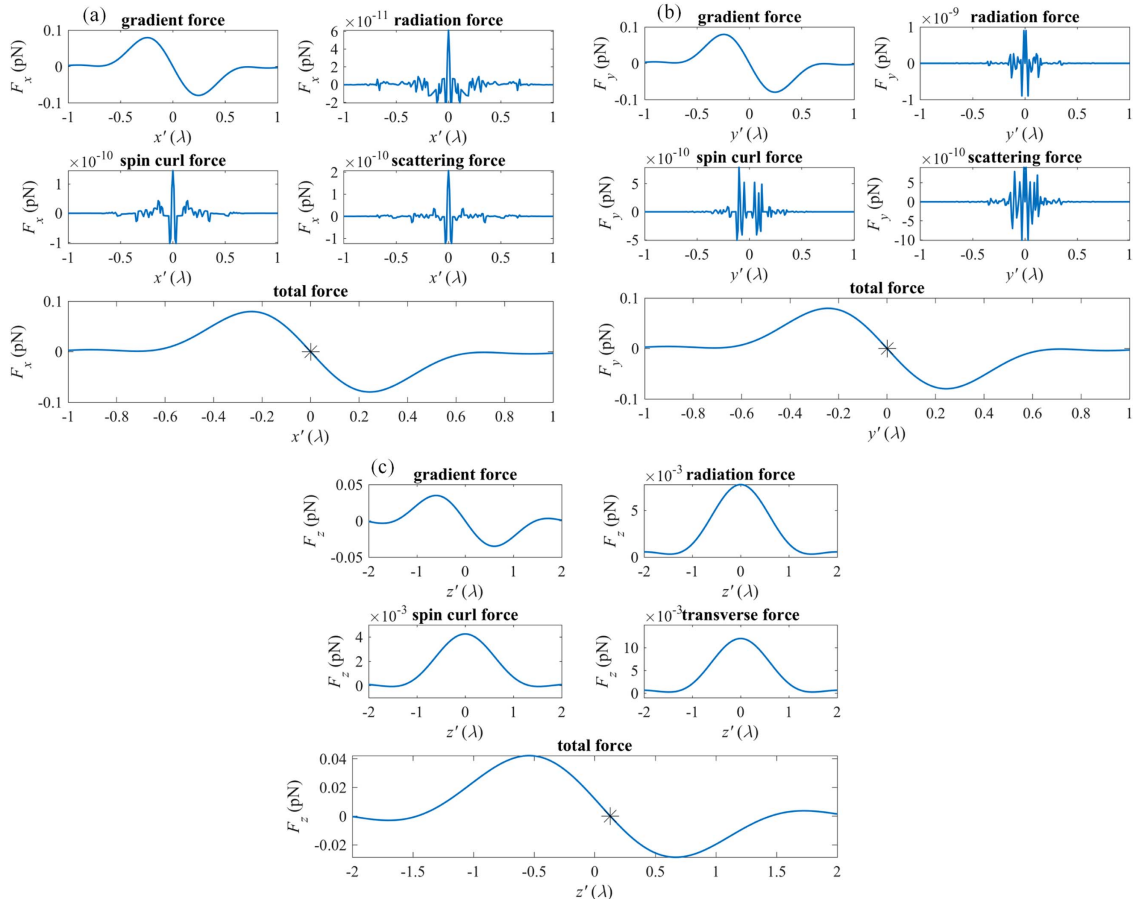 (a)
gradient force
0.1
0
-0.1
F_x (pN)
-1 -0.5 0 0.5 1
x′ (λ)
×10⁻¹¹
radiation force
6
4
2
0
-2
F_x (pN)
-1 -0.5 0 0.5 1
x′ (λ)
×10⁻¹⁰ spin curl force
1
0
-1
F_x (pN)
-1 -0.5 0 0.5 1
x′ (λ)
×10⁻¹⁰ scattering force
2
1
0
-1
F_x (pN)
-1 -0.5 0 0.5 1
x′ (λ)
total force
0.1
0
-0.1
F_x (pN)
-1 -0.8 -0.6 -0.4 -0.2 0 0.2 0.4 0.6 0.8 1
x′ (λ)
(b)
gradient force
0.1
0
-0.1
F_y (pN)
-1 -0.5 0 0.5 1
y′ (λ)
×10⁻⁹ radiation force
1
0
-1
F_y (pN)
-1 -0.5 0 0.5 1
y′ (λ)
×10⁻¹⁰
spin curl force
5
0
-5
F_y (pN)
-1 -0.5 0 0.5 1
y′ (λ)
×10⁻¹⁰
scattering force
5
0
-5
-10
F_y (pN)
-1 -0.5 0 0.5 1
y′ (λ)
total force
0.1
0
-0.1
F_y (pN)
-1 -0.8 -0.6 -0.4 -0.2 0 0.2 0.4 0.6 0.8 1
y′ (λ)
(c)
gradient force
0.05
0
-0.05
F_z (pN)
-2 -1 0 1 2
z′ (λ)
×10⁻³ radiation force
5
0
F_z (pN)
-2 -1 0 1 2
z′ (λ)
×10⁻³ spin curl force
4
2
0
F_z (pN)
-2 -1 0 1 2
z′ (λ)
×10⁻³ transverse force
10
5
0
F_z (pN)
-2 -1 0 1 2
z′ (λ)
total force
0.04
0.02
0
-0.02
F_z (pN)
-2 -1.5 -1 -0.5 0 0.5 1 1.5 2
z′ (λ)